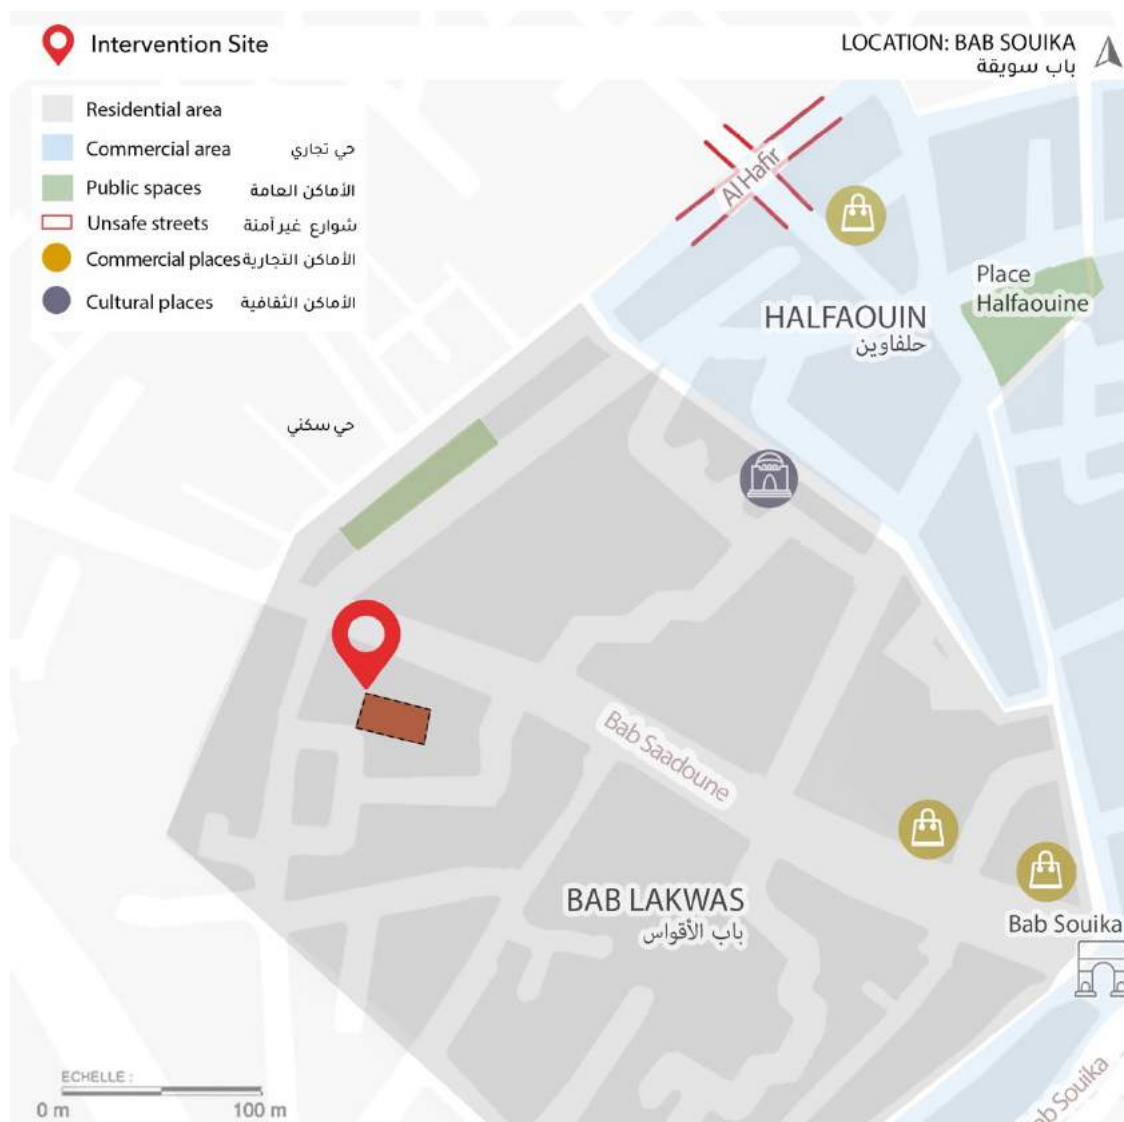 Intervention Site
LOCATION: BAB SOUIKA
باب سويقة
Residential area
Commercial area حي تجاري
Public spaces الأماكن العامة
Unsafe streets شوارع غير آمنة
Commercial places الأماكن التجارية
Cultural places الأماكن الثقافية
حي سكني
Al Hafir
Place
Halfaouine
HALFAOUIN
حلفاوين
Bab Saadoune
BAB LAKWAS
باب الأقواس
Bab Souika
ab Souika
ECHELLE :
0 m 100 m